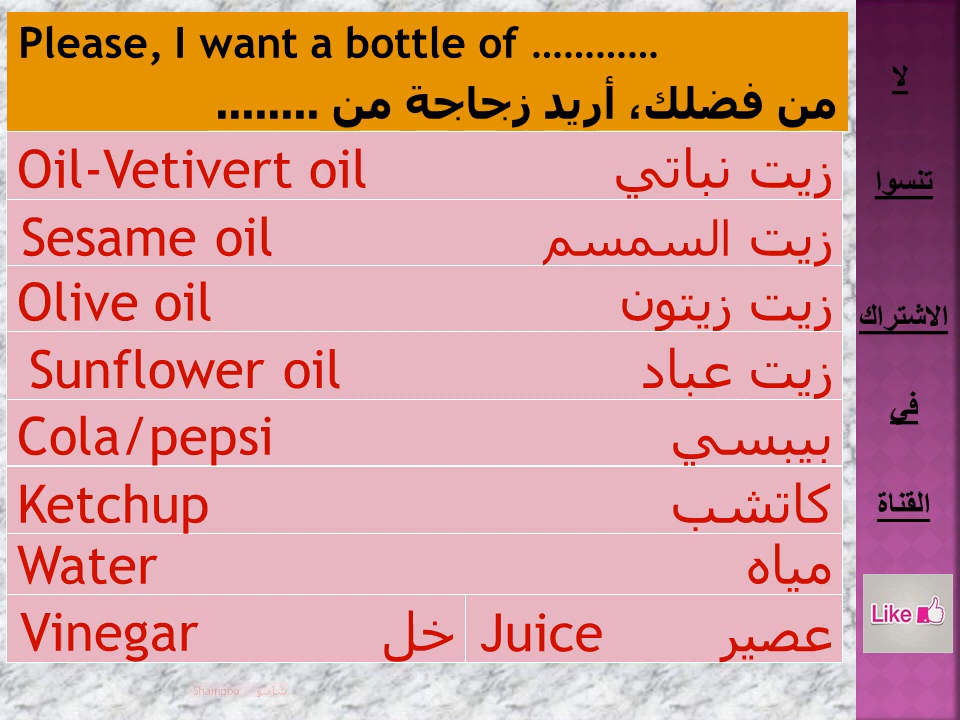 Please, I want a bottle of …………
من فضلك، أريد زجاجة من ........
Oil-Vetivert oil زيت نباتي
Sesame oil زيت السمسم
Olive oil زيت زيتون
Sunflower oil زيت عباد
Cola/pepsi بيبسي
Ketchup كاتشب
Water مياه
Vinegar خل Juice عصير
Shampoo شامبو
لا
تنسوا
الاشتراك
في
القناة
Like